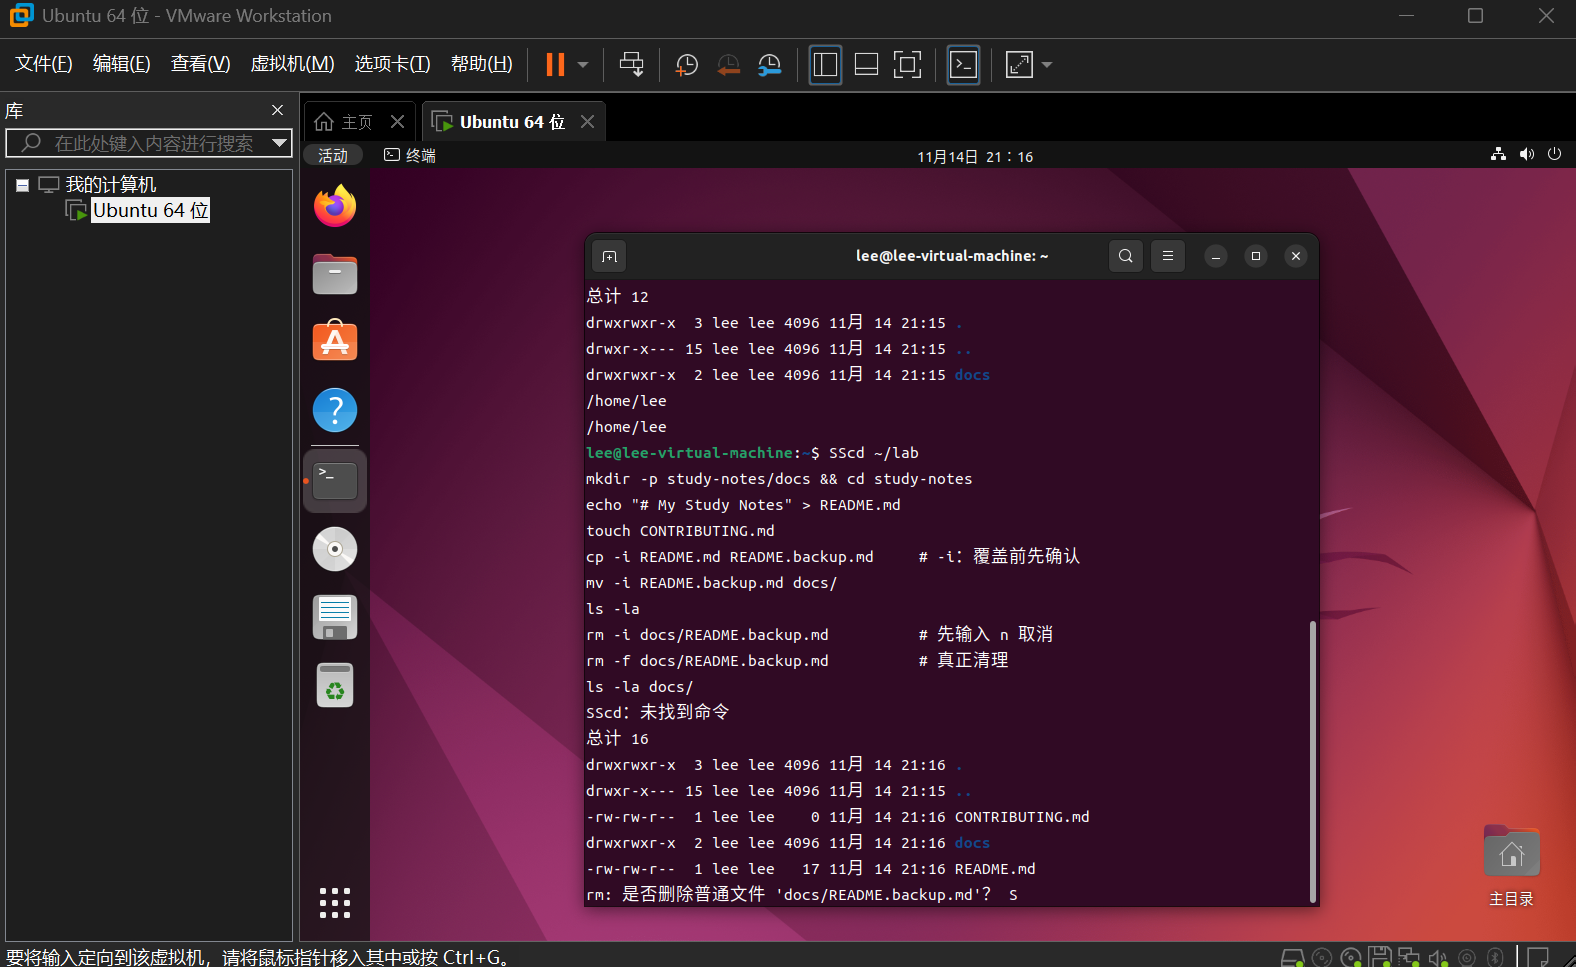 Ubuntu 64 位 - VMware Workstation
文件(F) 编辑(E) 查看(V) 虚拟机(M) 选项卡(T) 帮助(H)
库
在此处键入内容进行搜索
我的计算机
Ubuntu 64 位
主页
Ubuntu 64 位
活动 终端 11月14日 21：16
lee@lee-virtual-machine: ~
总计 12
drwxrwxr-x  3 lee lee 4096 11月 14 21:15 .
drwxr-x--- 15 lee lee 4096 11月 14 21:15 ..
drwxrwxr-x  2 lee lee 4096 11月 14 21:15 docs
/home/lee
/home/lee
lee@lee-virtual-machine:~$ SScd ~/lab
mkdir -p study-notes/docs && cd study-notes
echo "# My Study Notes" > README.md
touch CONTRIBUTING.md
cp -i README.md README.backup.md     # -i：覆盖前先确认
mv -i README.backup.md docs/
ls -la
rm -i docs/README.backup.md          # 先输入 n 取消
rm -f docs/README.backup.md          # 真正清理
ls -la docs/
SScd：未找到命令
总计 16
drwxrwxr-x  3 lee lee 4096 11月 14 21:16 .
drwxr-x--- 15 lee lee 4096 11月 14 21:15 ..
-rw-rw-r--  1 lee lee    0 11月 14 21:16 CONTRIBUTING.md
drwxrwxr-x  2 lee lee 4096 11月 14 21:16 docs
-rw-rw-r--  1 lee lee   17 11月 14 21:16 README.md
rm：是否删除普通文件 'docs/README.backup.md'？ S
主目录
要将输入定向到该虚拟机，请将鼠标指针移入其中或按 Ctrl+G。